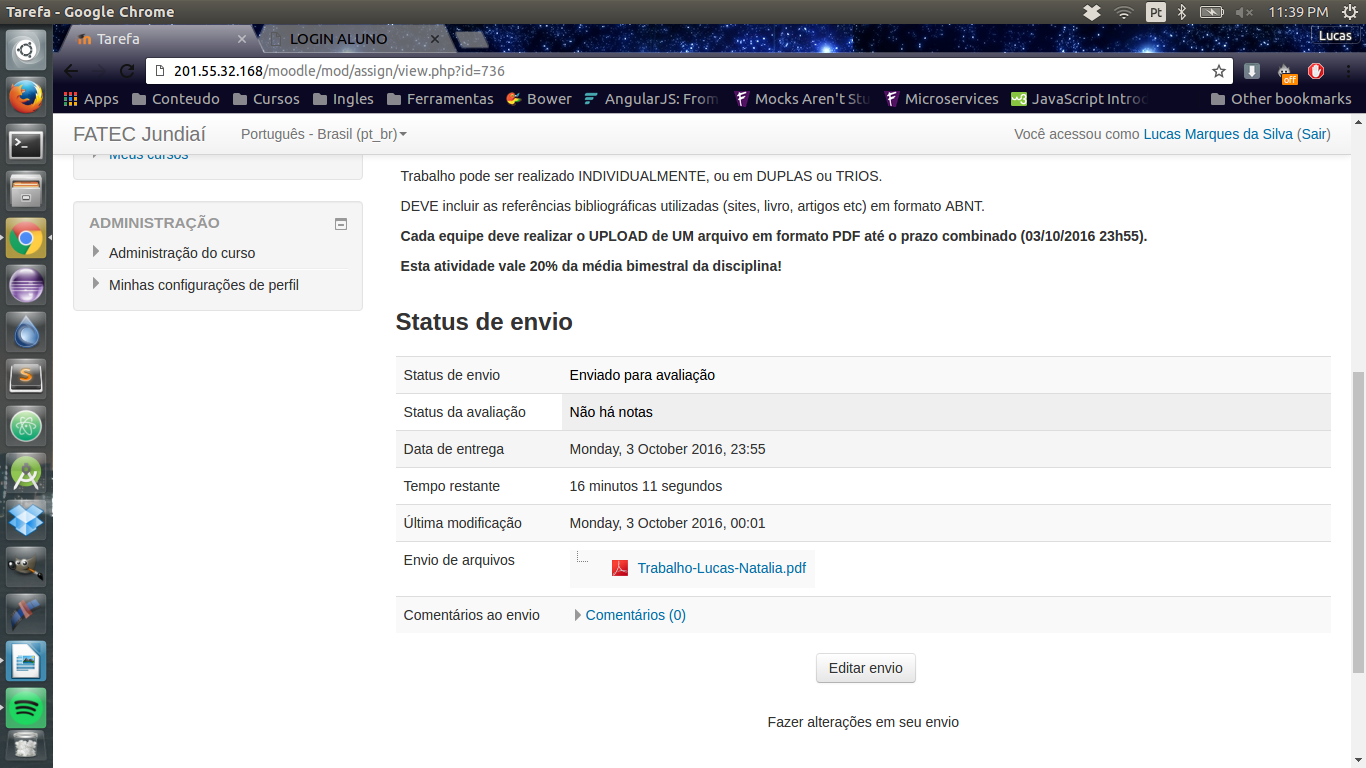 Tarefa - Google Chrome
Pt
11:39 PM
Tarefa
LOGIN ALUNO
Lucas
201.55.32.168/moodle/mod/assign/view.php?id=736
off
Apps
Conteudo
Cursos
Ingles
Ferramentas
Bower
AngularJS: From
Mocks Aren't Stu
Microservices
JavaScript Introd
Other bookmarks
FATEC Jundiaí
Português - Brasil (pt_br)
Você acessou como Lucas Marques da Silva (Sair)
Meus cursos
ADMINISTRAÇÃO
Administração do curso
Minhas configurações de perfil
Trabalho pode ser realizado INDIVIDUALMENTE, ou em DUPLAS ou TRIOS.
DEVE incluir as referências bibliográficas utilizadas (sites, livro, artigos etc) em formato ABNT.
Cada equipe deve realizar o UPLOAD de UM arquivo em formato PDF até o prazo combinado (03/10/2016 23h55).
Esta atividade vale 20% da média bimestral da disciplina!
Status de envio
Status de envio Enviado para avaliação
Status da avaliação Não há notas
Data de entrega Monday, 3 October 2016, 23:55
Tempo restante 16 minutos 11 segundos
Última modificação Monday, 3 October 2016, 00:01
Envio de arquivos Trabalho-Lucas-Natalia.pdf
Comentários ao envio Comentários (0)
Editar envio
Fazer alterações em seu envio